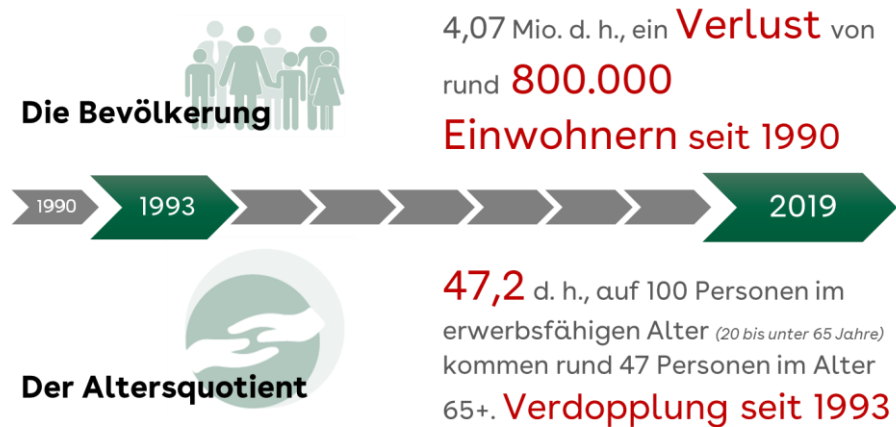 4,07 Mio. d. h., ein Verlust von
rund 800.000
Einwohnern seit 1990
Die Bevölkerung
1990
1993
2019
47,2 d. h., auf 100 Personen im
erwerbsfähigen Alter (20 bis unter 65 Jahre)
kommen rund 47 Personen im Alter
65+. Verdopplung seit 1993
Der Altersquotient